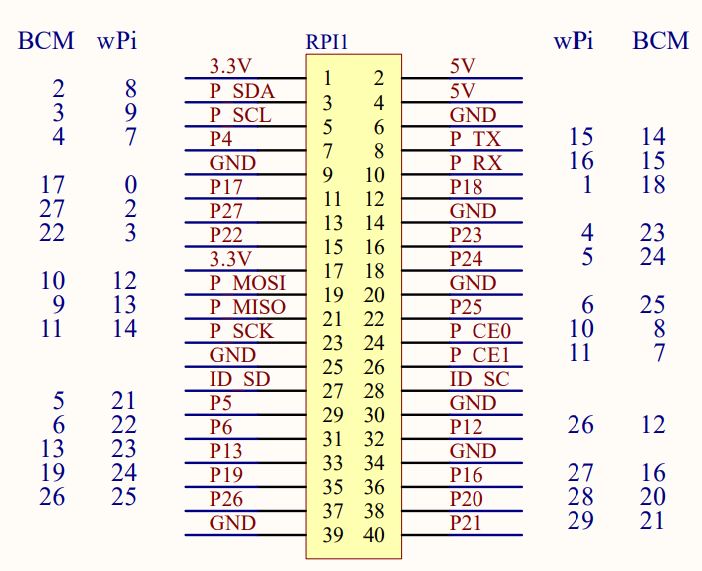 BCM wPi RPI1 wPi BCM
3.3V 1 2 5V
2 8 P_SDA 3 4 5V
3 9 P_SCL 5 6 GND
4 7 P4 7 8 P_TX 15 14
GND 9 10 P_RX 16 15
17 0 P17 11 12 P18 1 18
27 2 P27 13 14 GND
22 3 P22 15 16 P23 4 23
3.3V 17 18 P24 5 24
10 12 P_MOSI 19 20 GND
9 13 P_MISO 21 22 P25 6 25
11 14 P_SCK 23 24 P_CE0 10 8
GND 25 26 P_CE1 11 7
ID_SD 27 28 ID_SC
5 21 P5 29 30 GND
6 22 P6 31 32 P12 26 12
13 23 P13 33 34 GND
19 24 P19 35 36 P16 27 16
26 25 P26 37 38 P20 28 20
GND 39 40 P21 29 21